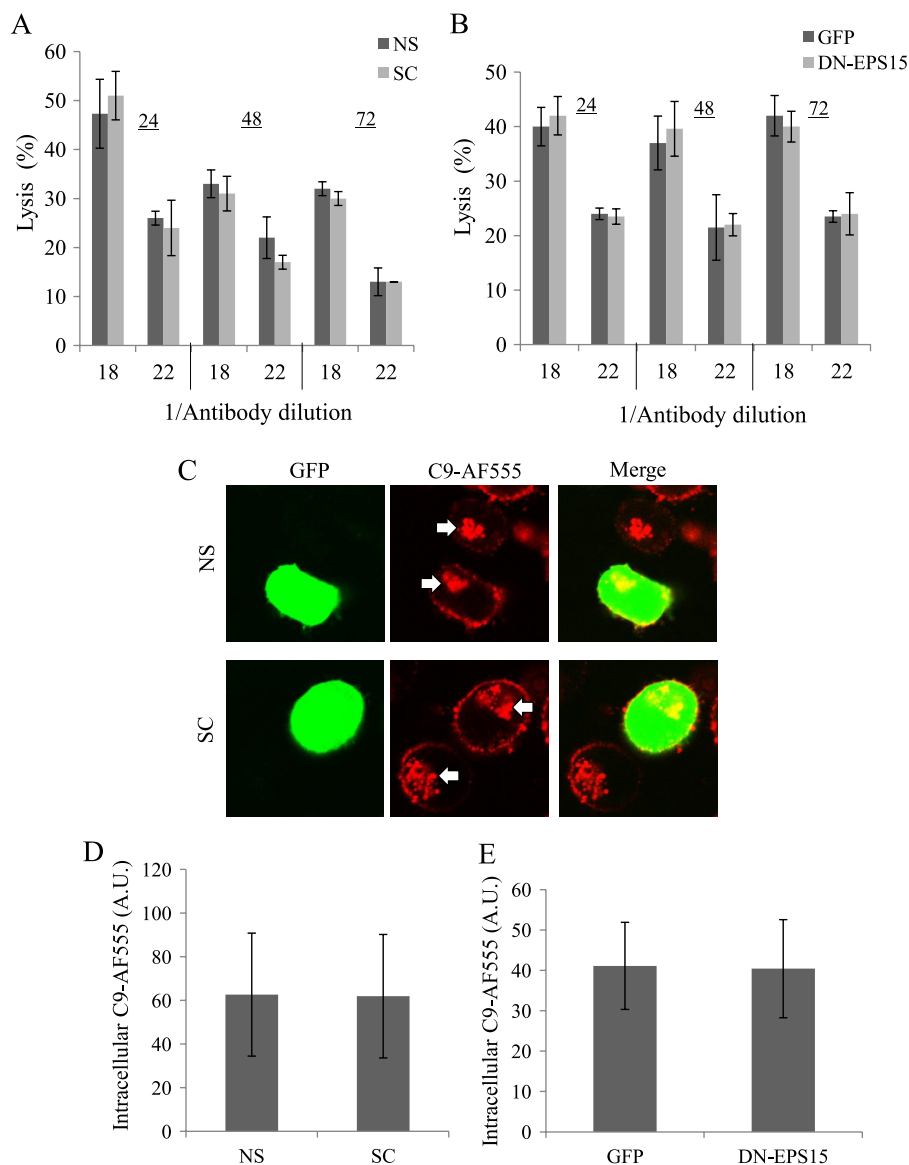 A
NS
SC
Lysis (%)
60
50
40
30
20
10
0
24
48
72
18 22 18 22 18 22
1/Antibody dilution
B
GFP
DN-EPS15
Lysis (%)
50
40
30
20
10
0
24
48
72
18 22 18 22 18 22
1/Antibody dilution
C
GFP C9-AF555 Merge
NS
SC
D
Intracellular C9-AF555 (A.U.)
120
100
80
60
40
20
0
NS SC
E
Intracellular C9-AF555 (A.U.)
60
50
40
30
20
10
0
GFP DN-EPS15